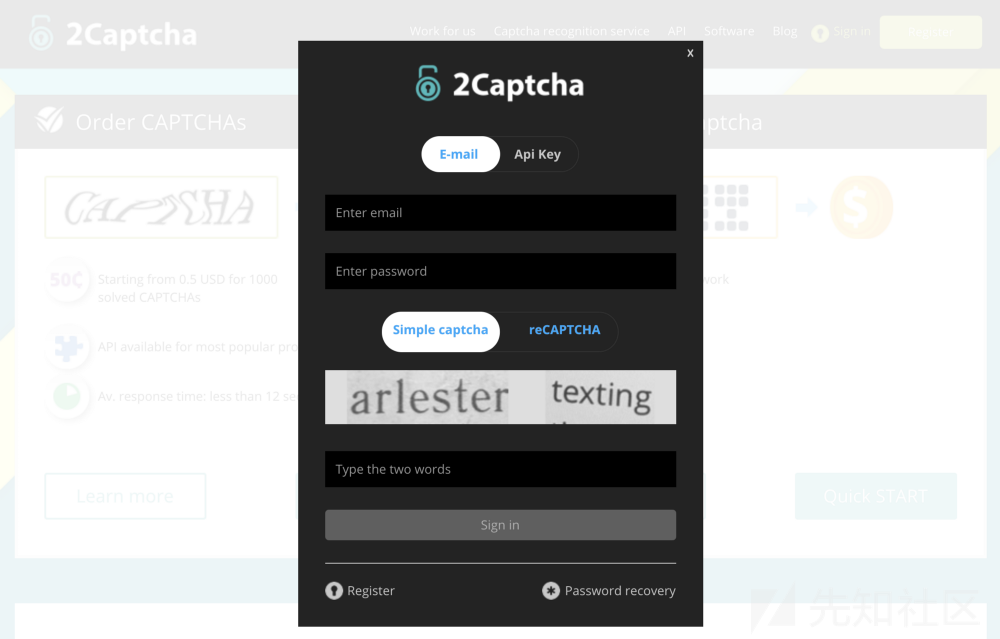 2Captcha
Work for us Captcha recognition service API Software Blog Sign in
X
2Captcha
Order CAPTCHAs
ptcha
E-mail Api Key
CAPTCHA
Enter email
50¢
Starting from 0.5 USD for 1000
solved CAPTCHAs
work
Enter password
Simple captcha reCAPTCHA
API available for most popular pro
arlester texting
Av. response time: less than 12 se
Type the two words
Learn more
Quick START
Sign in
Register Password recovery
先知社区